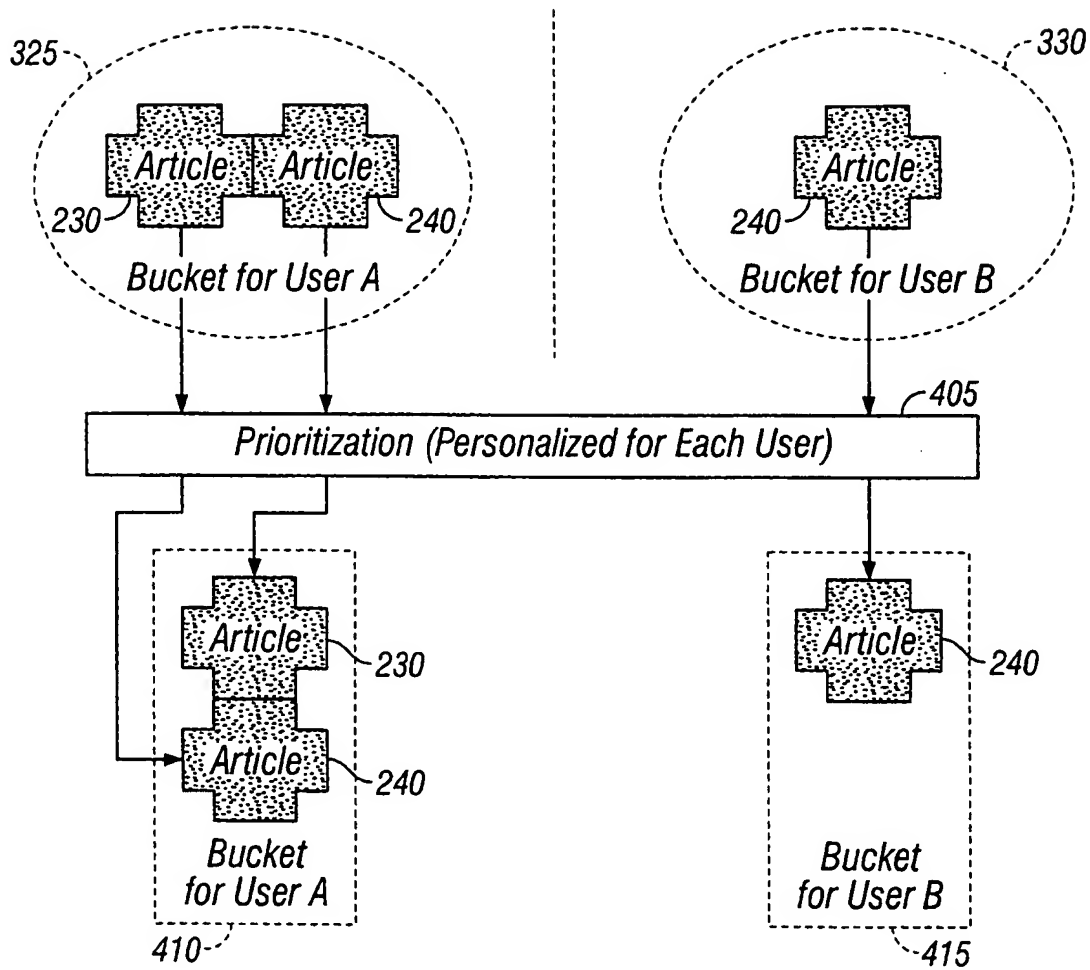 325
330
Article Article
Article
230
240
240
Bucket for User A
Bucket for User B
405
Prioritization (Personalized for Each User)
Article
230
Article
240
Article
240
Bucket
for User A
Bucket
for User B
410
415